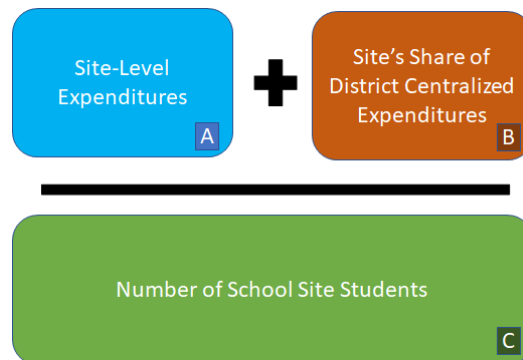 Site-Level
Expenditures
A
+
Site's Share of
District Centralized
Expenditures
B
Number of School Site Students
C